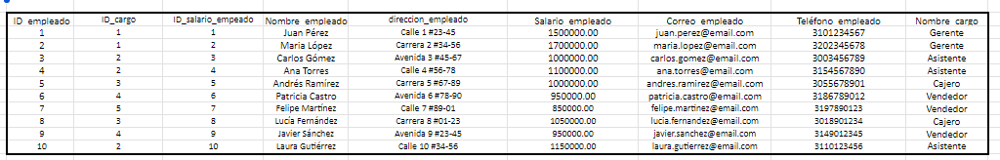 ID_empleado ID_cargo ID_salario_empeado Nombre_empleado direccion_empleado Salario_empleado Correo_empleado Teléfono_empleado Nombre_cargo
1 1 1 Juan Pérez Calle 1 #23-45 1500000.00 juan.perez@email.com 3101234567 Gerente
2 1 2 Maria López Carrera 2 #34-56 1700000.00 maria.lopez@email.com 3202345678 Gerente
3 2 3 Carlos Gómez Avenida 3 #45-67 1000000.00 carlos.gomez@email.com 3003456789 Asistente
4 2 4 Ana Torres Calle 4 #56-78 1100000.00 ana.torres@email.com 3154567890 Asistente
5 3 5 Andrés Ramírez Carrera 5 #67-89 1000000.00 andres.ramirez@email.com 3055678901 Cajero
6 4 6 Patricia Castro Avenida 6 #78-90 950000.00 patricia.castro@email.com 3186789012 Vendedor
7 5 7 Felipe Martínez Calle 7 #89-01 850000.00 felipe.martinez@email.com 3197890123 Vendedor
8 3 8 Lucía Fernández Carrera 8 #01-23 1050000.00 lucia.fernandez@email.com 3018901234 Cajero
9 4 9 Javier Sánchez Avenida 9 #23-45 950000.00 javier.sanchez@email.com 3149012345 Vendedor
10 2 10 Laura Gutiérrez Calle 10 #34-56 1150000.00 laura.gutierrez@email.com 3110123456 Asistente